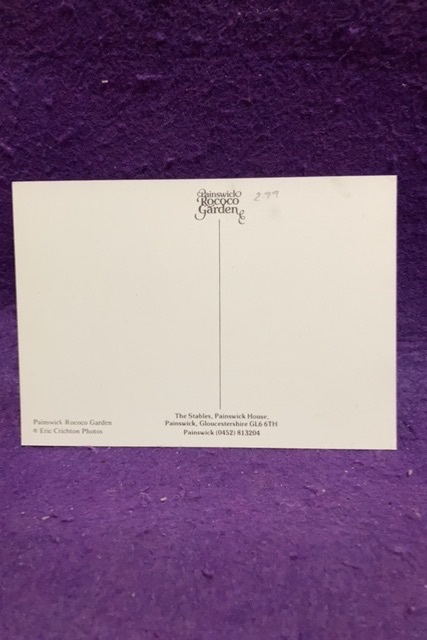 Painswick
Rococo
Garden
2.99
The Stables, Painswick House,
Painswick, Gloucestershire GL6 6TH
Painswick (0452) 813204
Painswick Rococo Garden
© Eric Crichton Photos